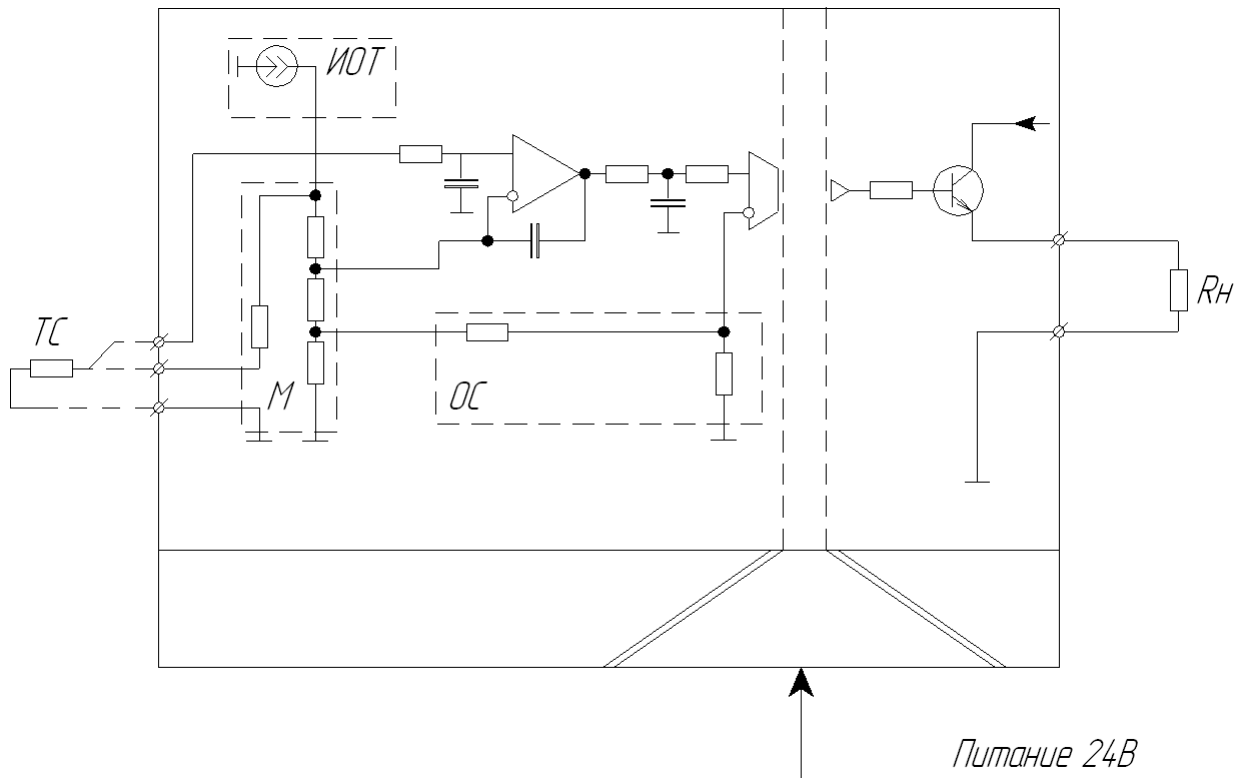 ИОТ
ТС
М
ОС
Rн
Питание 24В